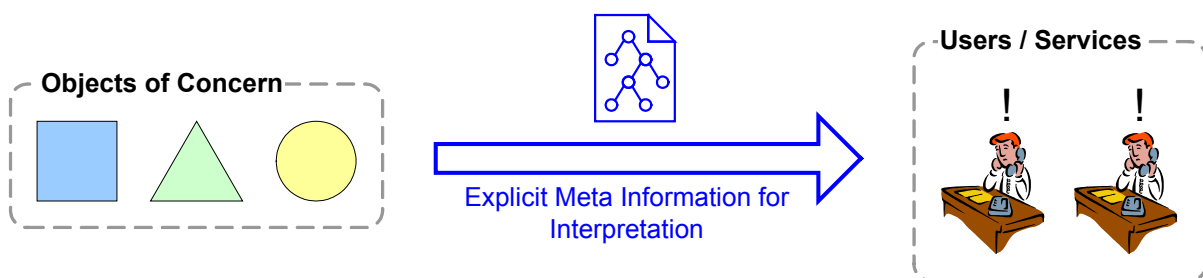 Objects of Concern
Explicit Meta Information for
Interpretation
Users / Services
!
!